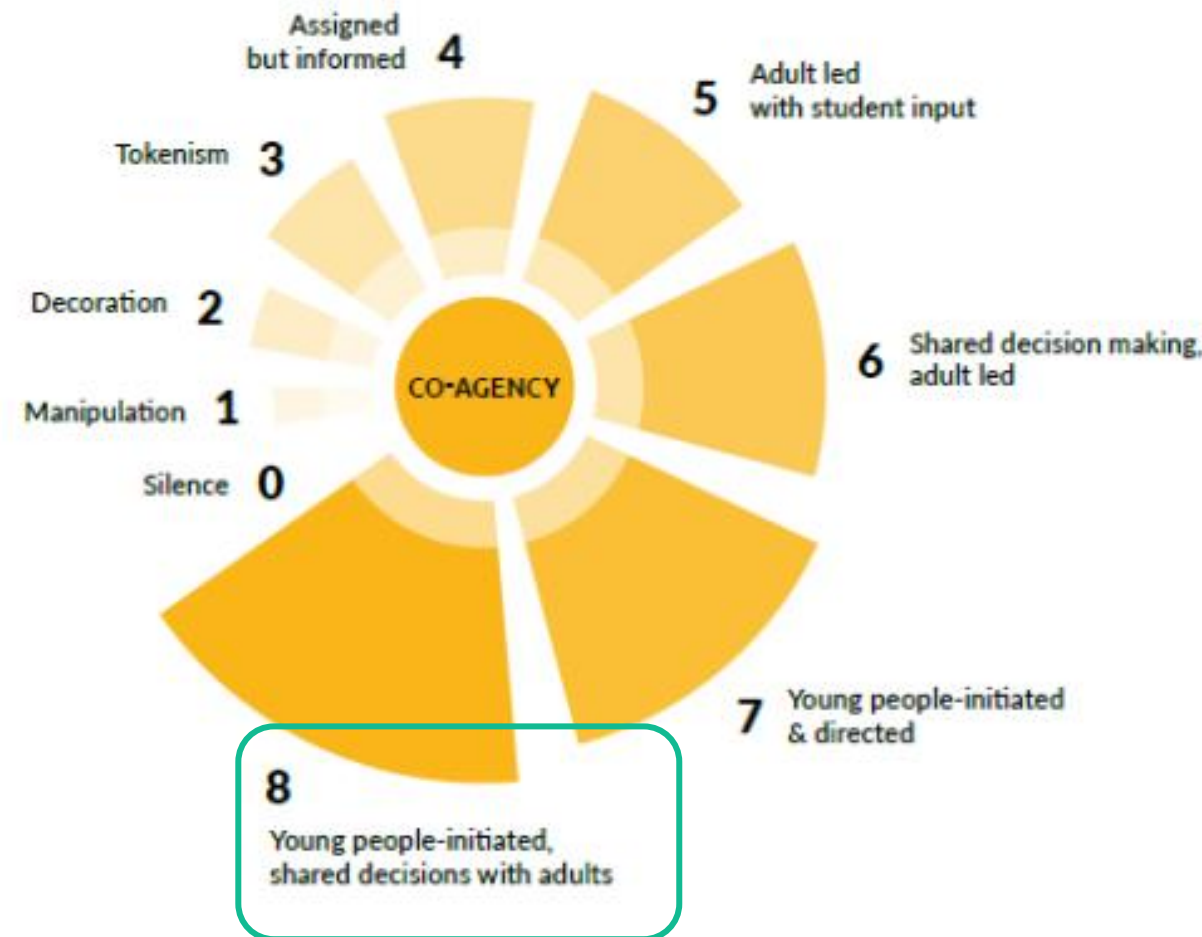 Assigned
but informed
4
5
Adult led
with student input
Tokenism
3
Decoration
2
6
Shared decision making,
adult led
CO-AGENCY
Manipulation
1
Silence
0
7
Young people-initiated
& directed
8
Young people-initiated,
shared decisions with adults